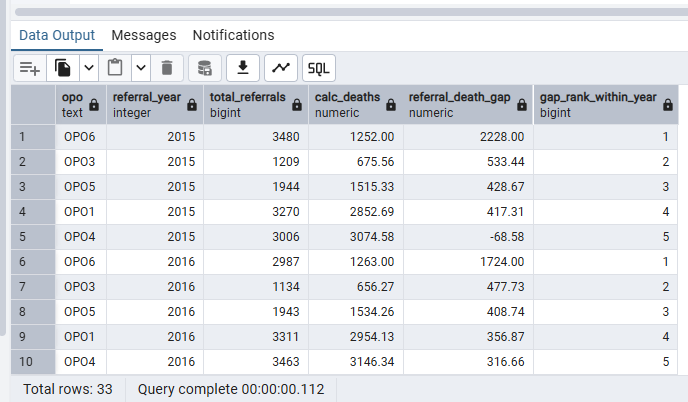 Data Output Messages Notifications
SQL
opo referral_year total_referrals calc_deaths referral_death_gap gap_rank_within_year
text integer bigint numeric numeric bigint
1 OPO6 2015 3480 1252.00 2228.00 1
2 OPO3 2015 1209 675.56 533.44 2
3 OPO5 2015 1944 1515.33 428.67 3
4 OPO1 2015 3270 2852.69 417.31 4
5 OPO4 2015 3006 3074.58 -68.58 5
6 OPO6 2016 2987 1263.00 1724.00 1
7 OPO3 2016 1134 656.27 477.73 2
8 OPO5 2016 1943 1534.26 408.74 3
9 OPO1 2016 3311 2954.13 356.87 4
10 OPO4 2016 3463 3146.34 316.66 5
Total rows: 33 Query complete 00:00:00.112